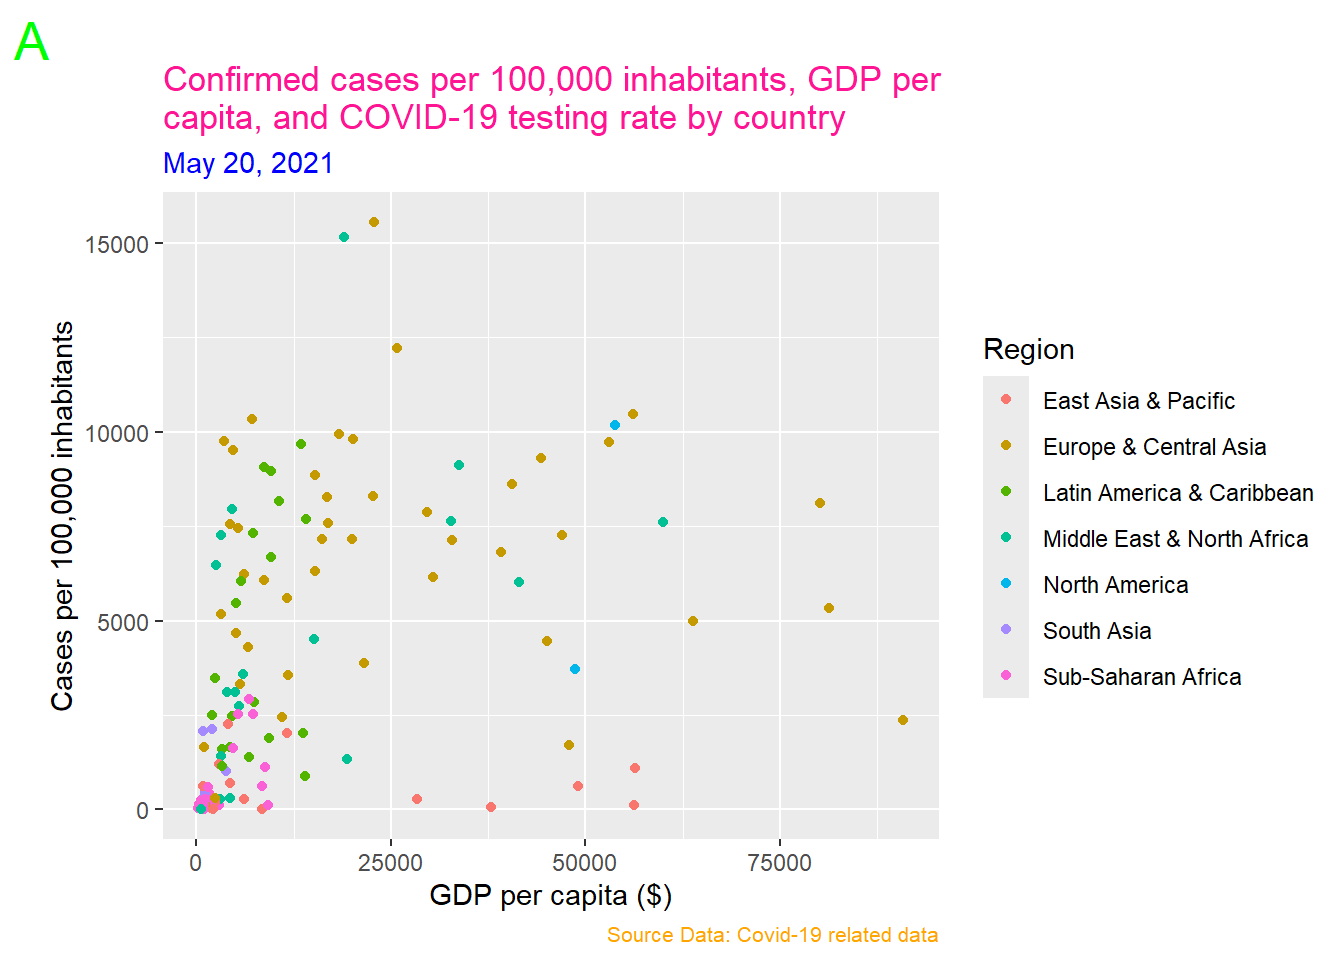 A
Confirmed cases per 100,000 inhabitants, GDP per
capita, and COVID-19 testing rate by country
May 20, 2021
Cases per 100,000 inhabitants
15000
10000
5000
0
0
25000
50000
75000
GDP per capita ($)
Source Data: Covid-19 related data
Region
East Asia & Pacific
Europe & Central Asia
Latin America & Caribbean
Middle East & North Africa
North America
South Asia
Sub-Saharan Africa